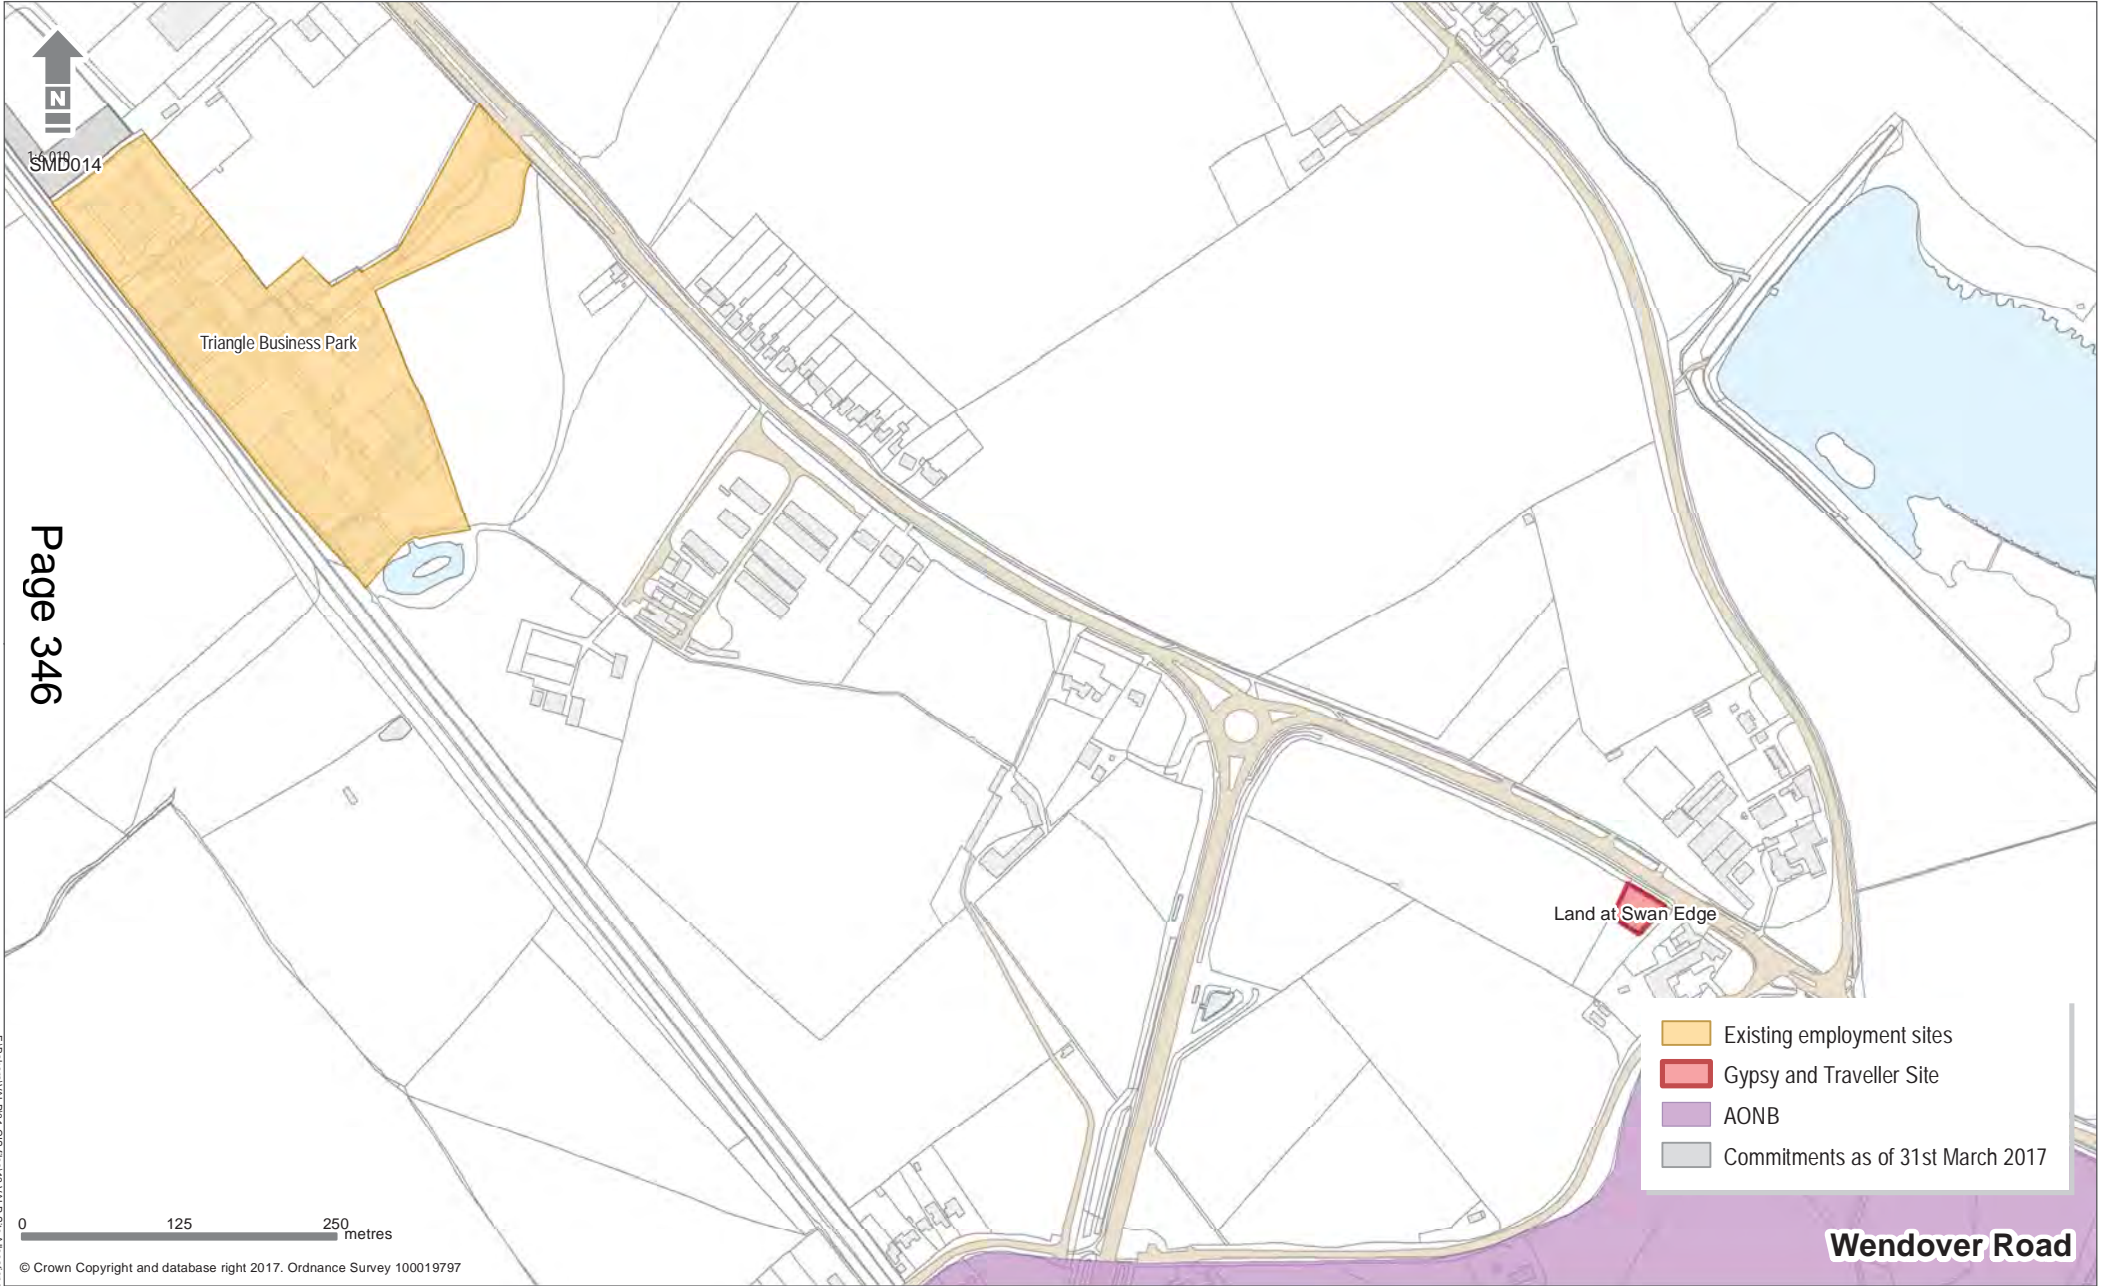 N
SMD014
Triangle Business Park
Page 346
Land at Swan Edge
Existing employment sites
Gypsy and Traveller Site
AONB
Commitments as of 31st March 2017
0 125 250 metres
Wendover Road
© Crown Copyright and database right 2017. Ordnance Survey 100019797